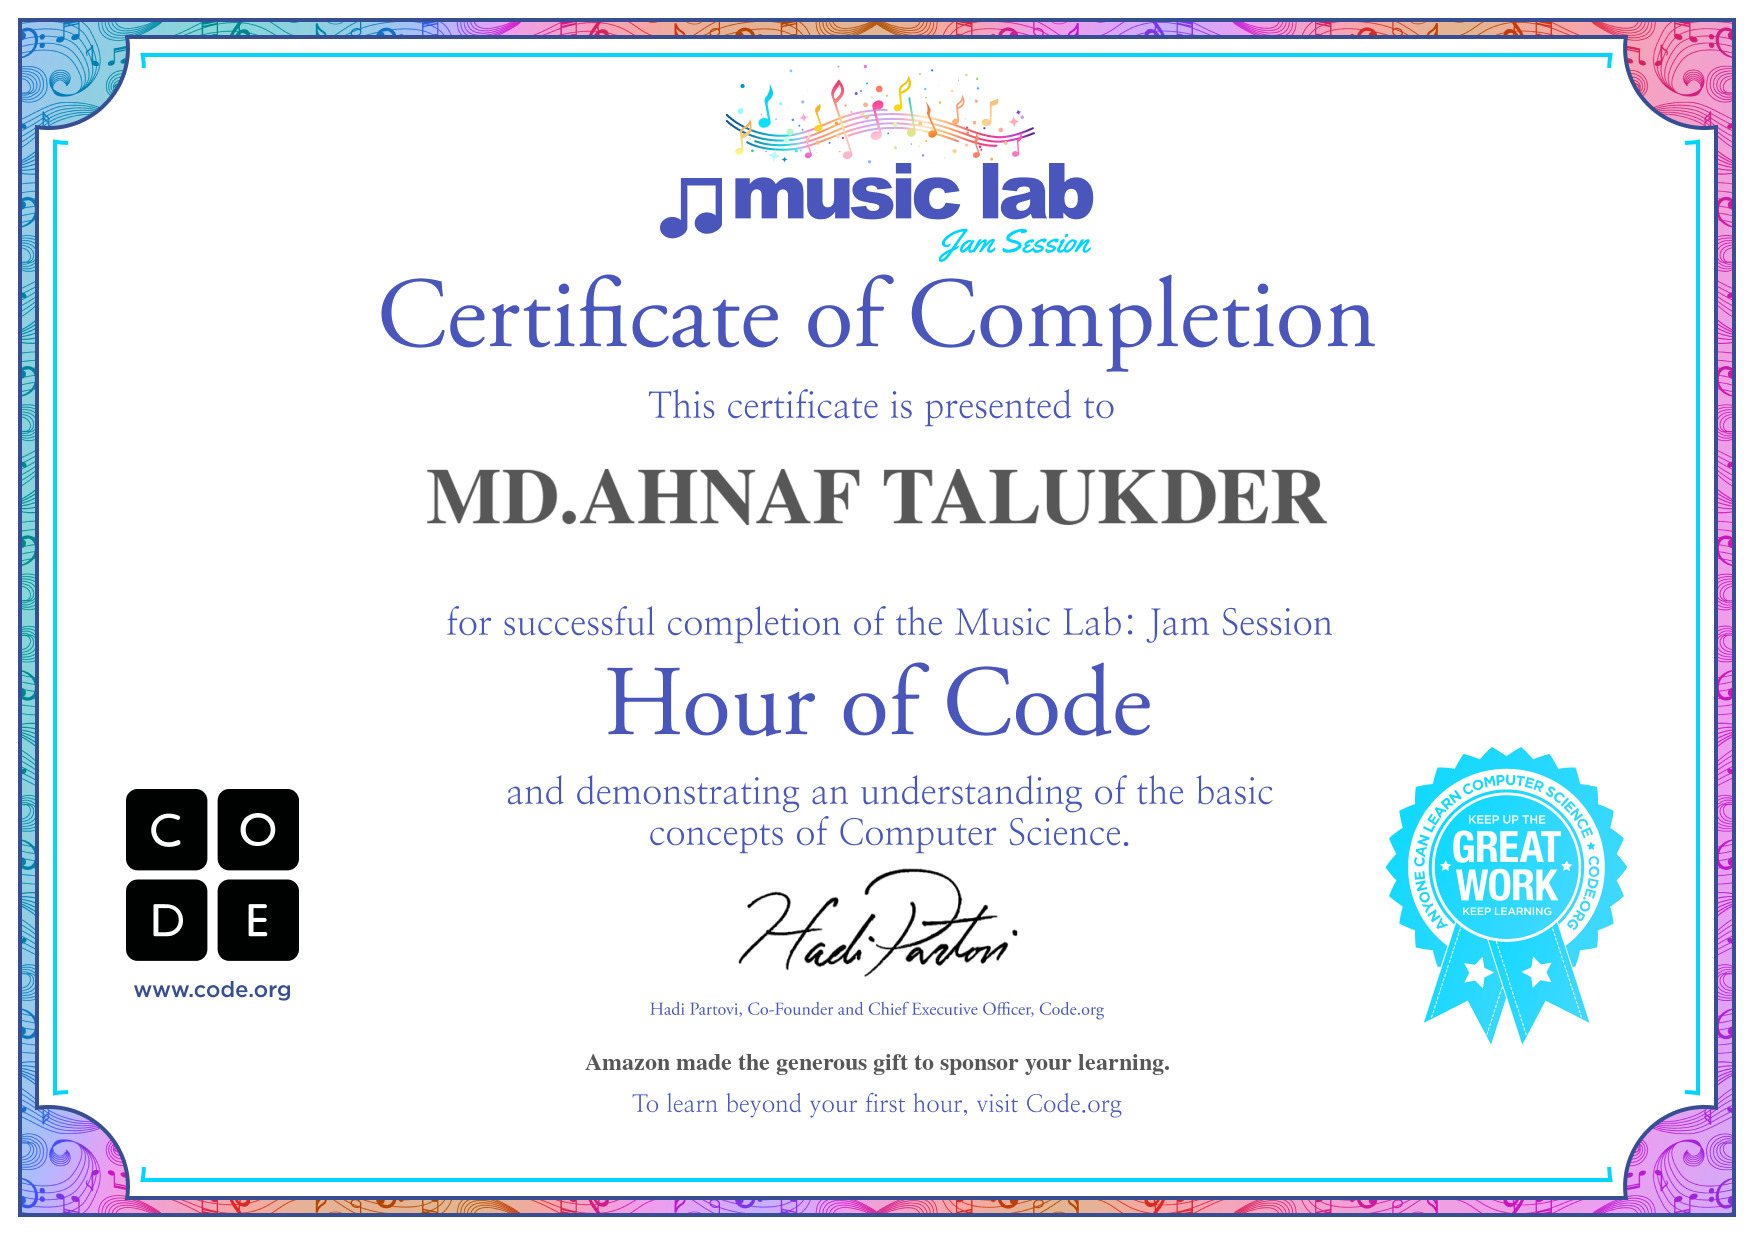 music lab
Jam Session
Certificate of Completion
This certificate is presented to
MD.AHNAF TALUKDER
for successful completion of the Music Lab: Jam Session
Hour of Code
and demonstrating an understanding of the basic
concepts of Computer Science.
C O
D E
www.code.org
ANYONE CAN LEARN COMPUTER SCIENCE ★ CODE.ORG
KEEP UP THE
GREAT
WORK
KEEP LEARNING
Hadi Partovi
Hadi Partovi, Co-Founder and Chief Executive Officer, Code.org
Amazon made the generous gift to sponsor your learning.
To learn beyond your first hour, visit Code.org